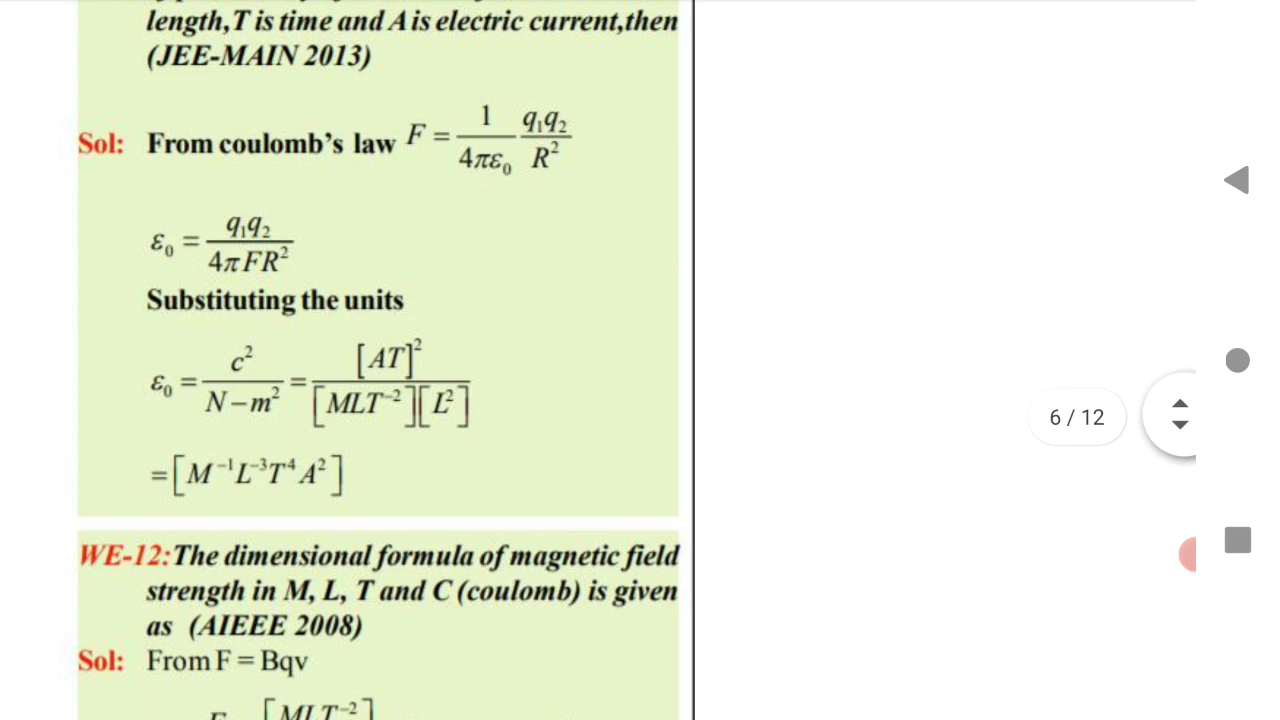 length,T is time and A is electric current,then
(JEE-MAIN 2013)
Sol: From coulomb's law F = 1/4πε₀ q₁q₂/R²
ε₀ = q₁q₂/4πFR²
Substituting the units
ε₀ = c²/N−m² = [AT]²/[MLT⁻²][L²]
=[M⁻¹L⁻³T⁴A²]
6 / 12
WE-12:The dimensional formula of magnetic field
strength in M, L, T and C (coulomb) is given
as (AIEEE 2008)
Sol: From F = Bqv
[MLT⁻²]